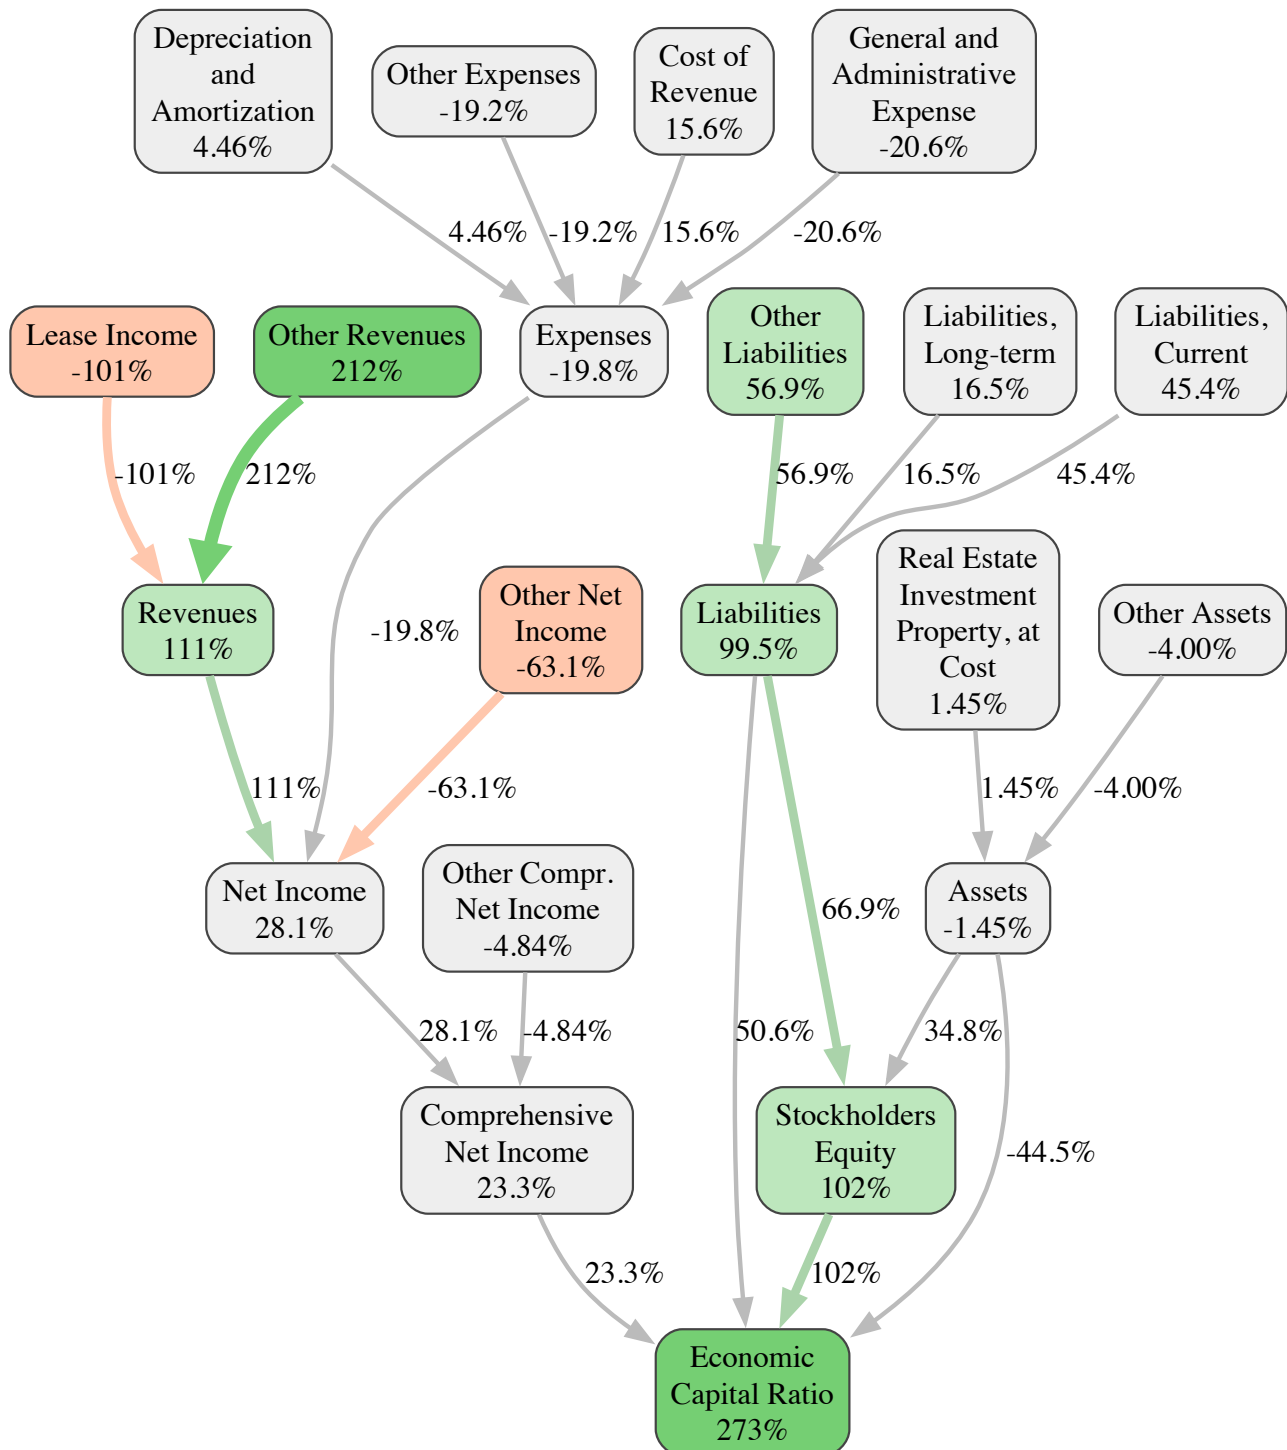 Depreciation
and
Amortization
4.46%
Other Expenses
-19.2%
Cost of
Revenue
15.6%
General and
Administrative
Expense
-20.6%
4.46%
-19.2%
15.6%
-20.6%
Lease Income
-101%
Other Revenues
212%
Expenses
-19.8%
Other
Liabilities
56.9%
Liabilities,
Long-term
16.5%
Liabilities,
Current
45.4%
-101%
212%
56.9%
16.5%
45.4%
Revenues
111%
-19.8%
Other Net
Income
-63.1%
Liabilities
99.5%
Real Estate
Investment
Property, at
Cost
1.45%
Other Assets
-4.00%
111%
-63.1%
1.45%
-4.00%
Net Income
28.1%
Other Compr.
Net Income
-4.84%
66.9%
Assets
-1.45%
28.1%
-4.84%
50.6%
34.8%
Comprehensive
Net Income
23.3%
Stockholders
Equity
102%
-44.5%
23.3%
102%
Economic
Capital Ratio
273%